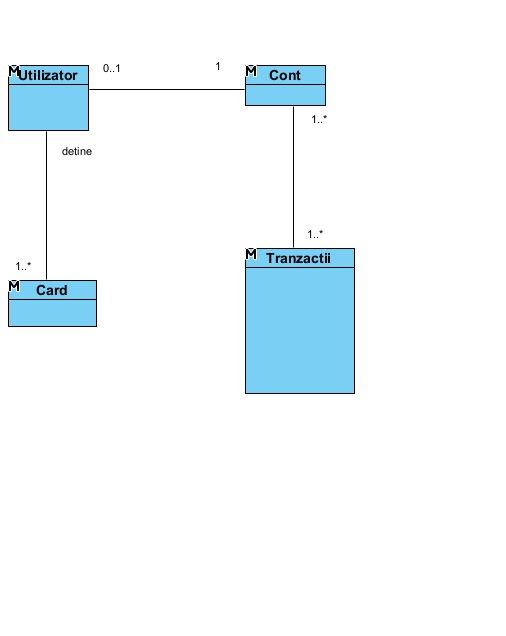 Utilizator
0..1
1
Cont
detine
1..*
1..*
1..*
Card
Tranzactii